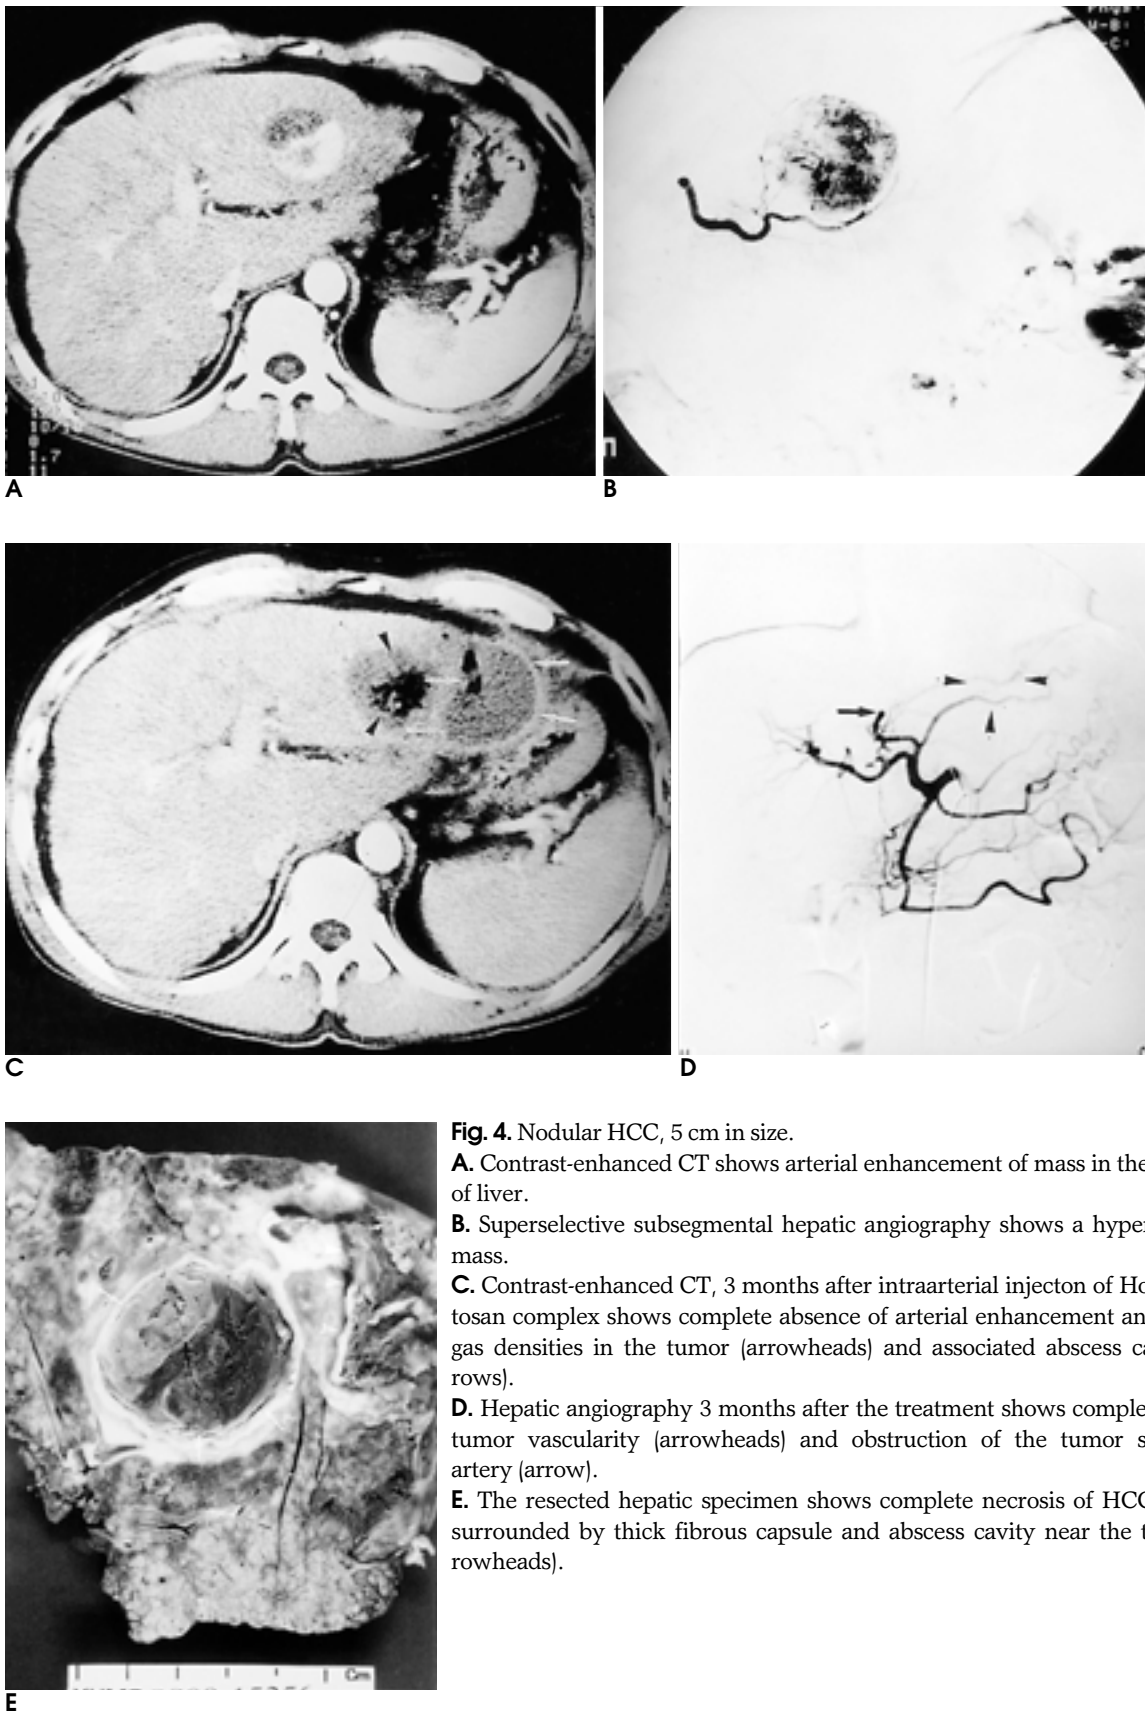 A
B
C
D
E
Fig. 4. Nodular HCC, 5 cm in size.
A. Contrast-enhanced CT shows arterial enhancement of mass in the
of liver.
B. Superselective subsegmental hepatic angiography shows a hyper
mass.
C. Contrast-enhanced CT, 3 months after intraarterial injecton of Ho
tosan complex shows complete absence of arterial enhancement an
gas densities in the tumor (arrowheads) and associated abscess ca
rows).
D. Hepatic angiography 3 months after the treatment shows comple
tumor vascularity (arrowheads) and obstruction of the tumor s
artery (arrow).
E. The resected hepatic specimen shows complete necrosis of HCC
surrounded by thick fibrous capsule and abscess cavity near the t
rowheads).
Cm